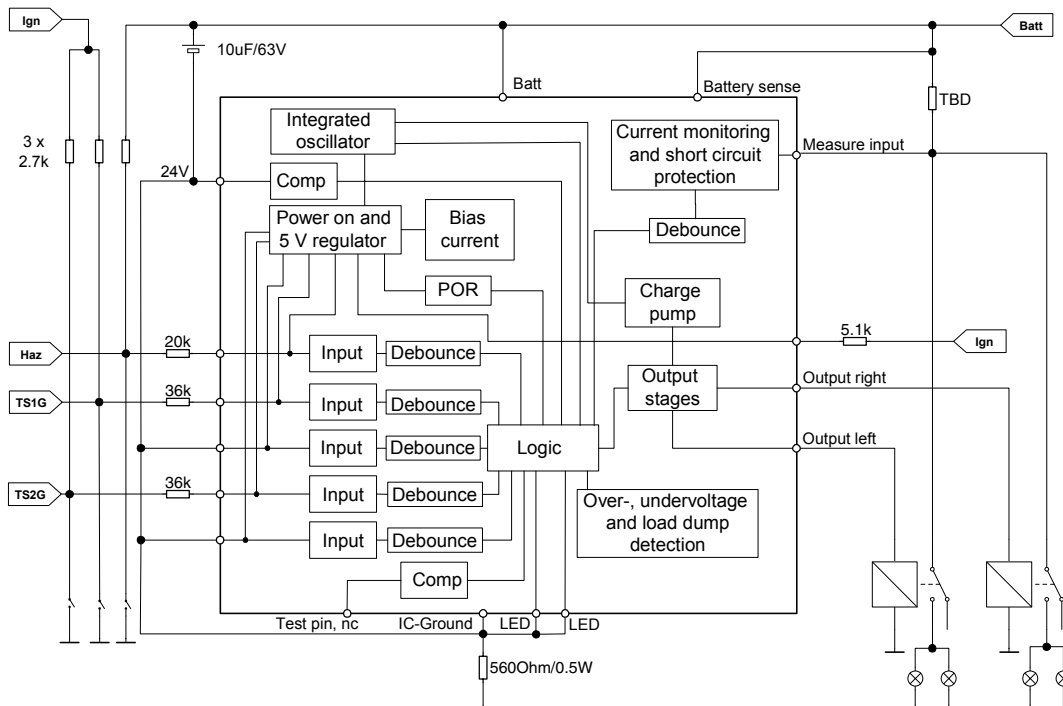 Ign
Batt
10uF/63V
Batt
Battery sense
TBD
3 x
2.7k
Integrated
oscillator
Current monitoring
and short circuit
protection
Measure input
24V
Comp
Power on and
5 V regulator
Bias
current
Debounce
POR
Charge
pump
5.1k
Ign
Haz
20k
Input
Debounce
Output
stages
Output right
TS1G
36k
Input
Debounce
Output left
Input
Debounce
Logic
TS2G
36k
Input
Debounce
Over-, undervoltage
and load dump
detection
Input
Debounce
Comp
Test pin, nc
IC-Ground
LED
LED
560Ohm/0.5W